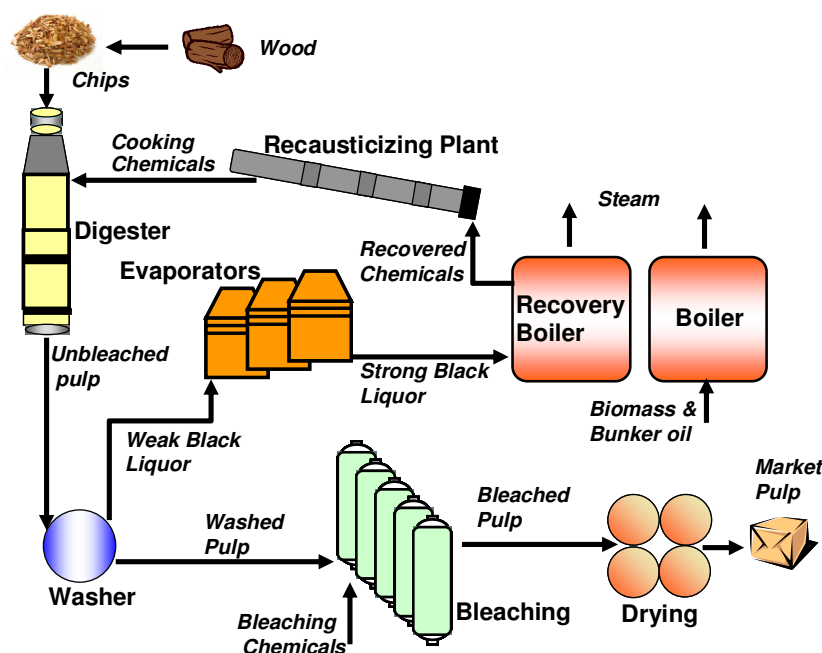 Wood
Chips
Cooking
Chemicals
Recausticizing Plant
Digester
Steam
Evaporators
Recovered
Chemicals
Recovery
Boiler
Boiler
Unbleached
pulp
Strong Black
Liquor
Biomass &
Bunker oil
Weak Black
Liquor
Washed
Pulp
Bleached
Pulp
Market
Pulp
Washer
Bleaching
Chemicals
Bleaching
Drying